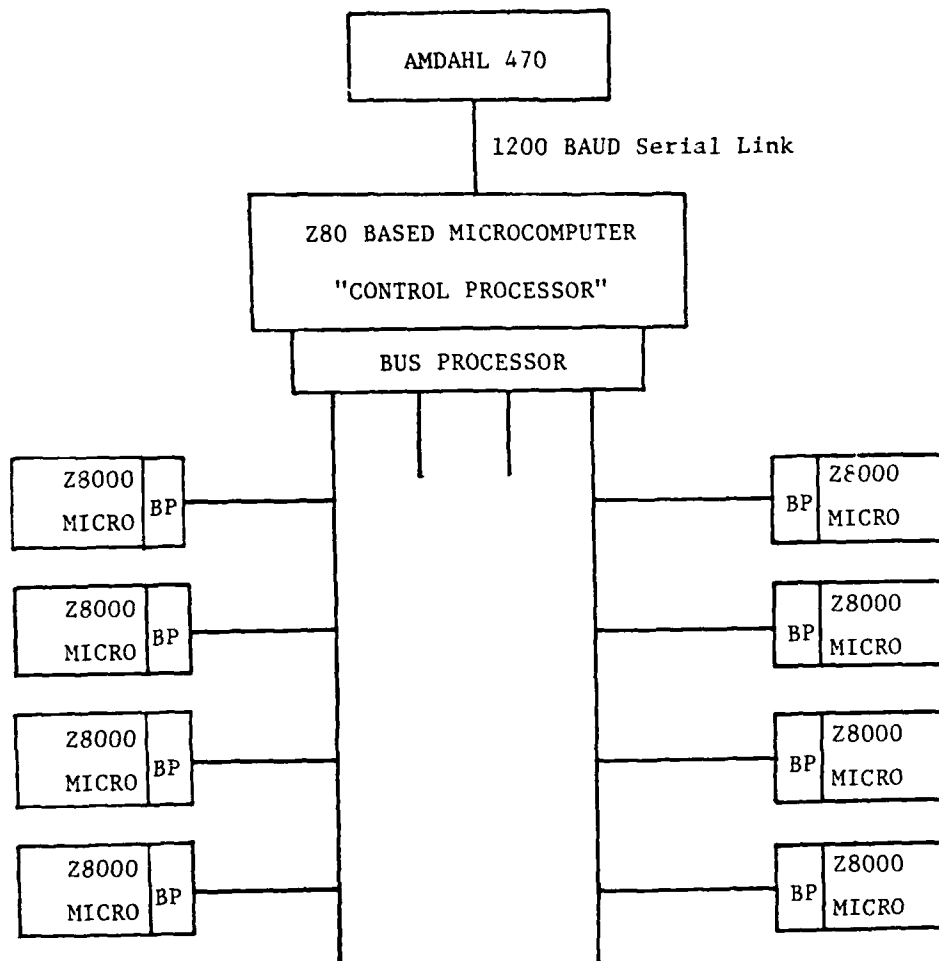 AMDAHL 470
1200 BAUD Serial Link
Z80 BASED MICROCOMPUTER
"CONTROL PROCESSOR"
BUS PROCESSOR
Z8000
MICRO
BP
BP
Z8000
MICRO
Z8000
MICRO
BP
BP
Z8000
MICRO
Z8000
MICRO
BP
BP
Z8000
MICRO
Z8000
MICRO
BP
BP
Z8000
MICRO